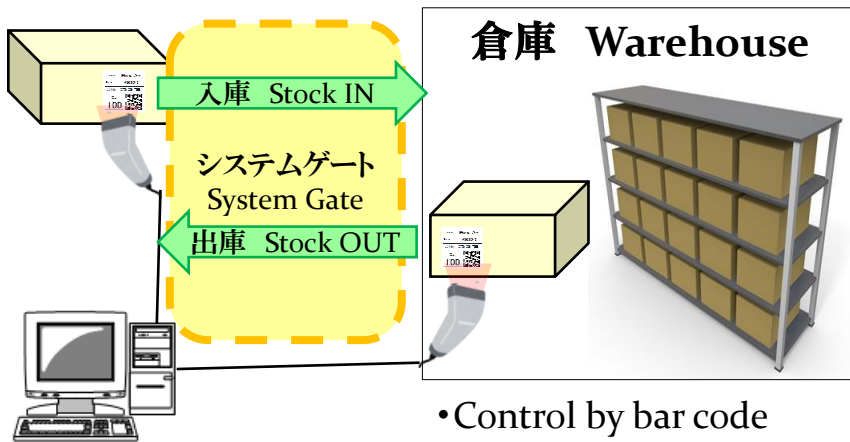 倉庫 Warehouse
入庫 Stock IN
システムゲート
System Gate
出庫 Stock OUT
•Control by bar code